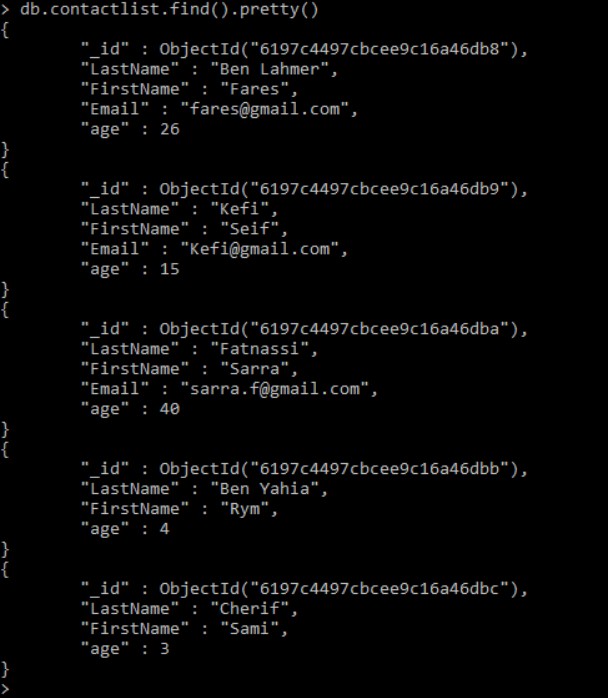 > db.contactlist.find().pretty()
{
        "_id" : ObjectId("6197c4497cbcee9c16a46db8"),
        "LastName" : "Ben Lahmer",
        "FirstName" : "Fares",
        "Email" : "fares@gmail.com",
        "age" : 26
}
{
        "_id" : ObjectId("6197c4497cbcee9c16a46db9"),
        "LastName" : "Kefi",
        "FirstName" : "Seif",
        "Email" : "Kefi@gmail.com",
        "age" : 15
}
{
        "_id" : ObjectId("6197c4497cbcee9c16a46dba"),
        "LastName" : "Fatnassi",
        "FirstName" : "Sarra",
        "Email" : "sarra.f@gmail.com",
        "age" : 40
}
{
        "_id" : ObjectId("6197c4497cbcee9c16a46dbb"),
        "LastName" : "Ben Yahia",
        "FirstName" : "Rym",
        "age" : 4
}
{
        "_id" : ObjectId("6197c4497cbcee9c16a46dbc"),
        "LastName" : "Cherif",
        "FirstName" : "Sami",
        "age" : 3
}
>